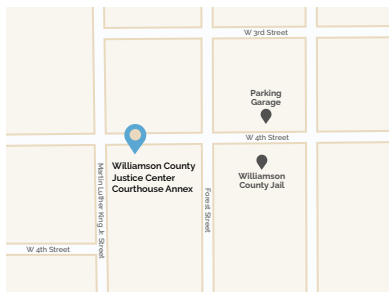 W 3rd Street
Parking
Garage
W 4th Street
Williamson County
Justice Center
Courthouse Annex
Williamson
County Jail
Martin Luther King Jr. Street
Forest Street
W 4th Street